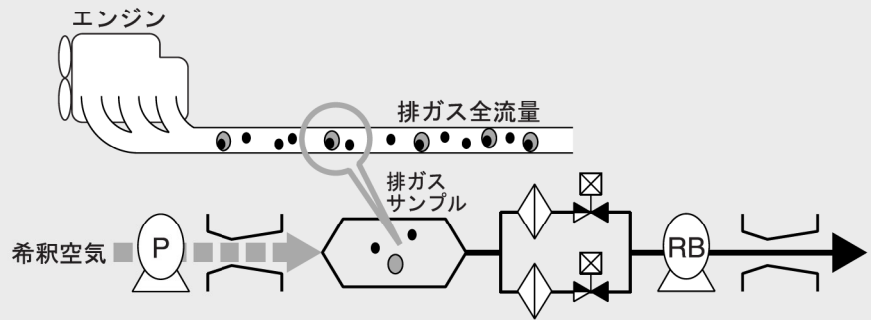 エンジン
排ガス全流量
排ガス
サンプル
希釈空気
P
RB